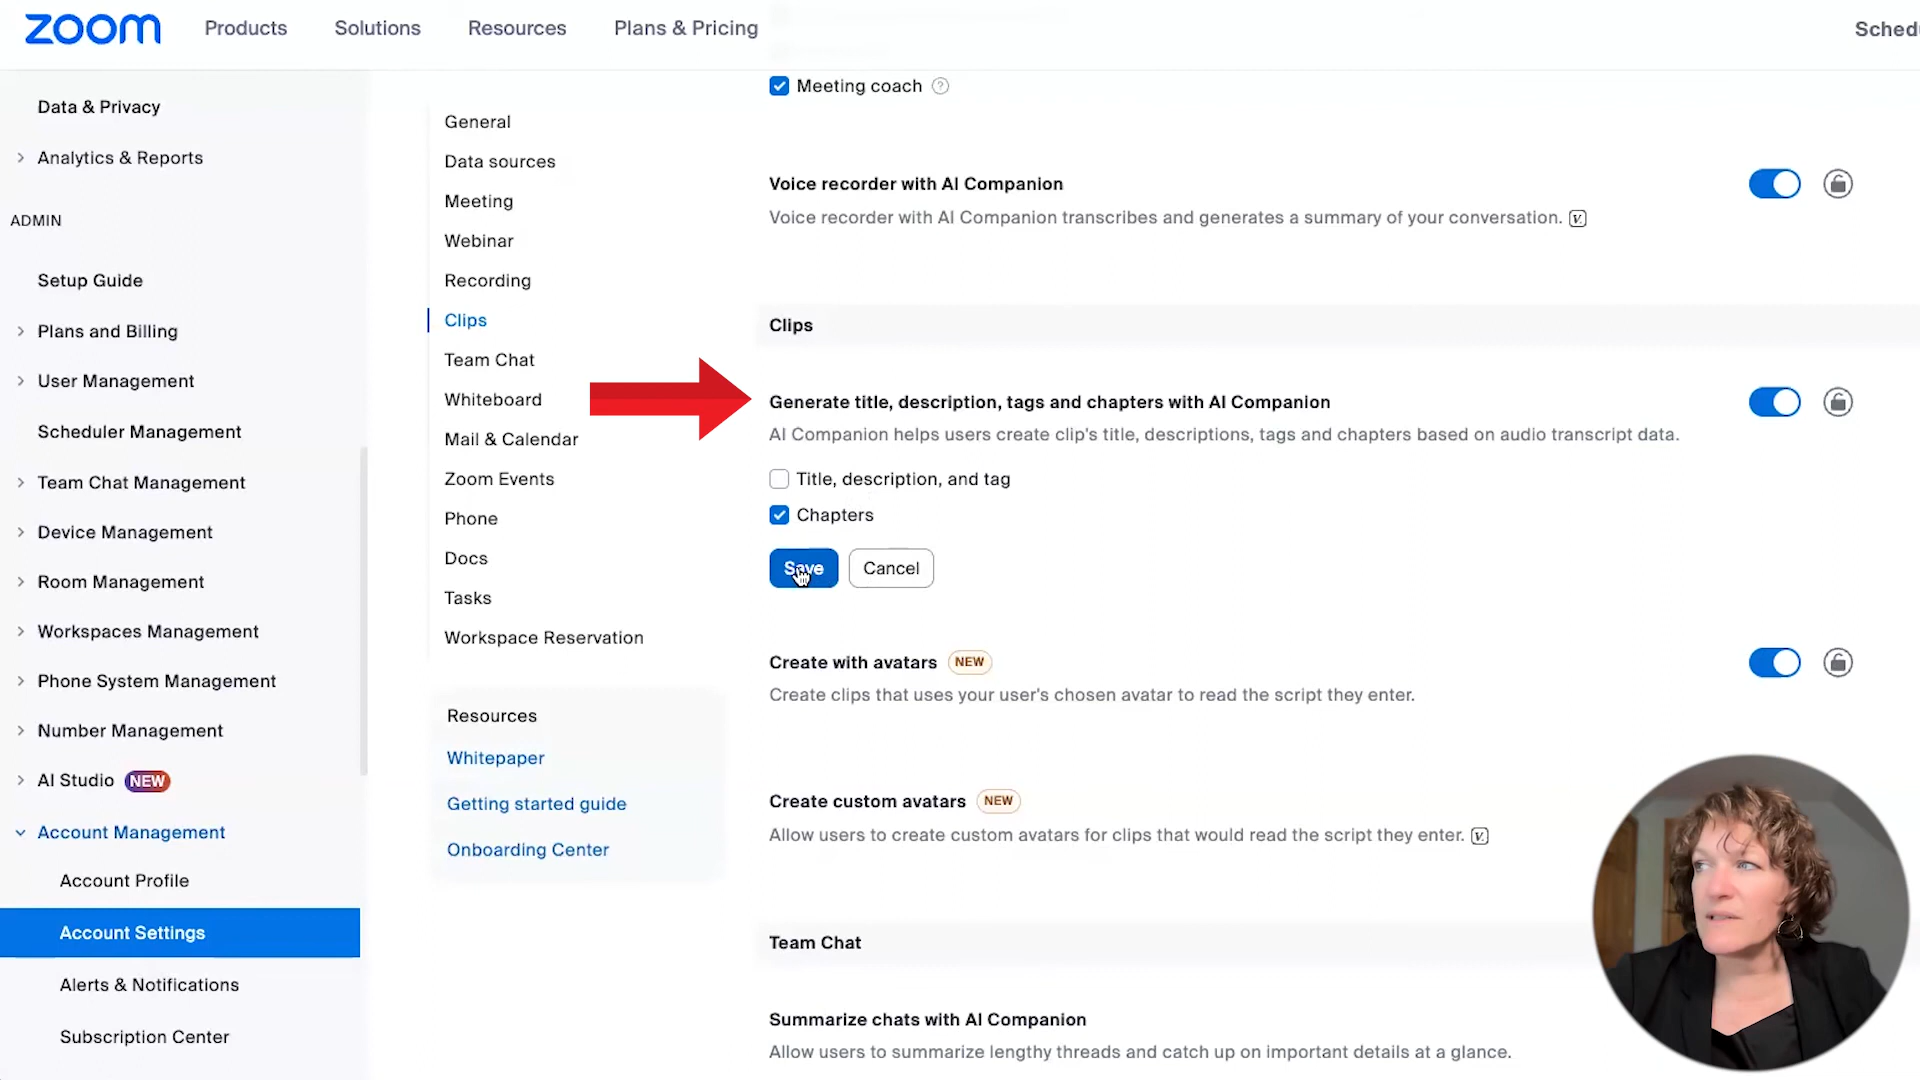 zoom
Products
Solutions
Resources
Plans & Pricing
Data & Privacy
Analytics & Reports
ADMIN
Setup Guide
Plans and Billing
User Management
Scheduler Management
Team Chat Management
Device Management
Room Management
Workspaces Management
Phone System Management
Number Management
AI Studio NEW
Account Management
Account Profile
Account Settings
Alerts & Notifications
Subscription Center
General
Data sources
Meeting
Webinar
Recording
Clips
Team Chat
Whiteboard
Mail & Calendar
Zoom Events
Phone
Docs
Tasks
Workspace Reservation
Resources
Whitepaper
Getting started guide
Onboarding Center
Meeting coach ?
Voice recorder with AI Companion
Voice recorder with AI Companion transcribes and generates a summary of your conversation. v.
Clips
Generate title, description, tags and chapters with AI Companion
AI Companion helps users create clip's title, descriptions, tags and chapters based on audio transcript data.
Title, description, and tag
Chapters
Save
Cancel
Create with avatars NEW
Create clips that uses your user's chosen avatar to read the script they enter.
Create custom avatars NEW
Allow users to create custom avatars for clips that would read the script they enter. v.
Team Chat
Summarize chats with AI Companion
Allow users to summarize lengthy threads and catch up on important details at a glance.